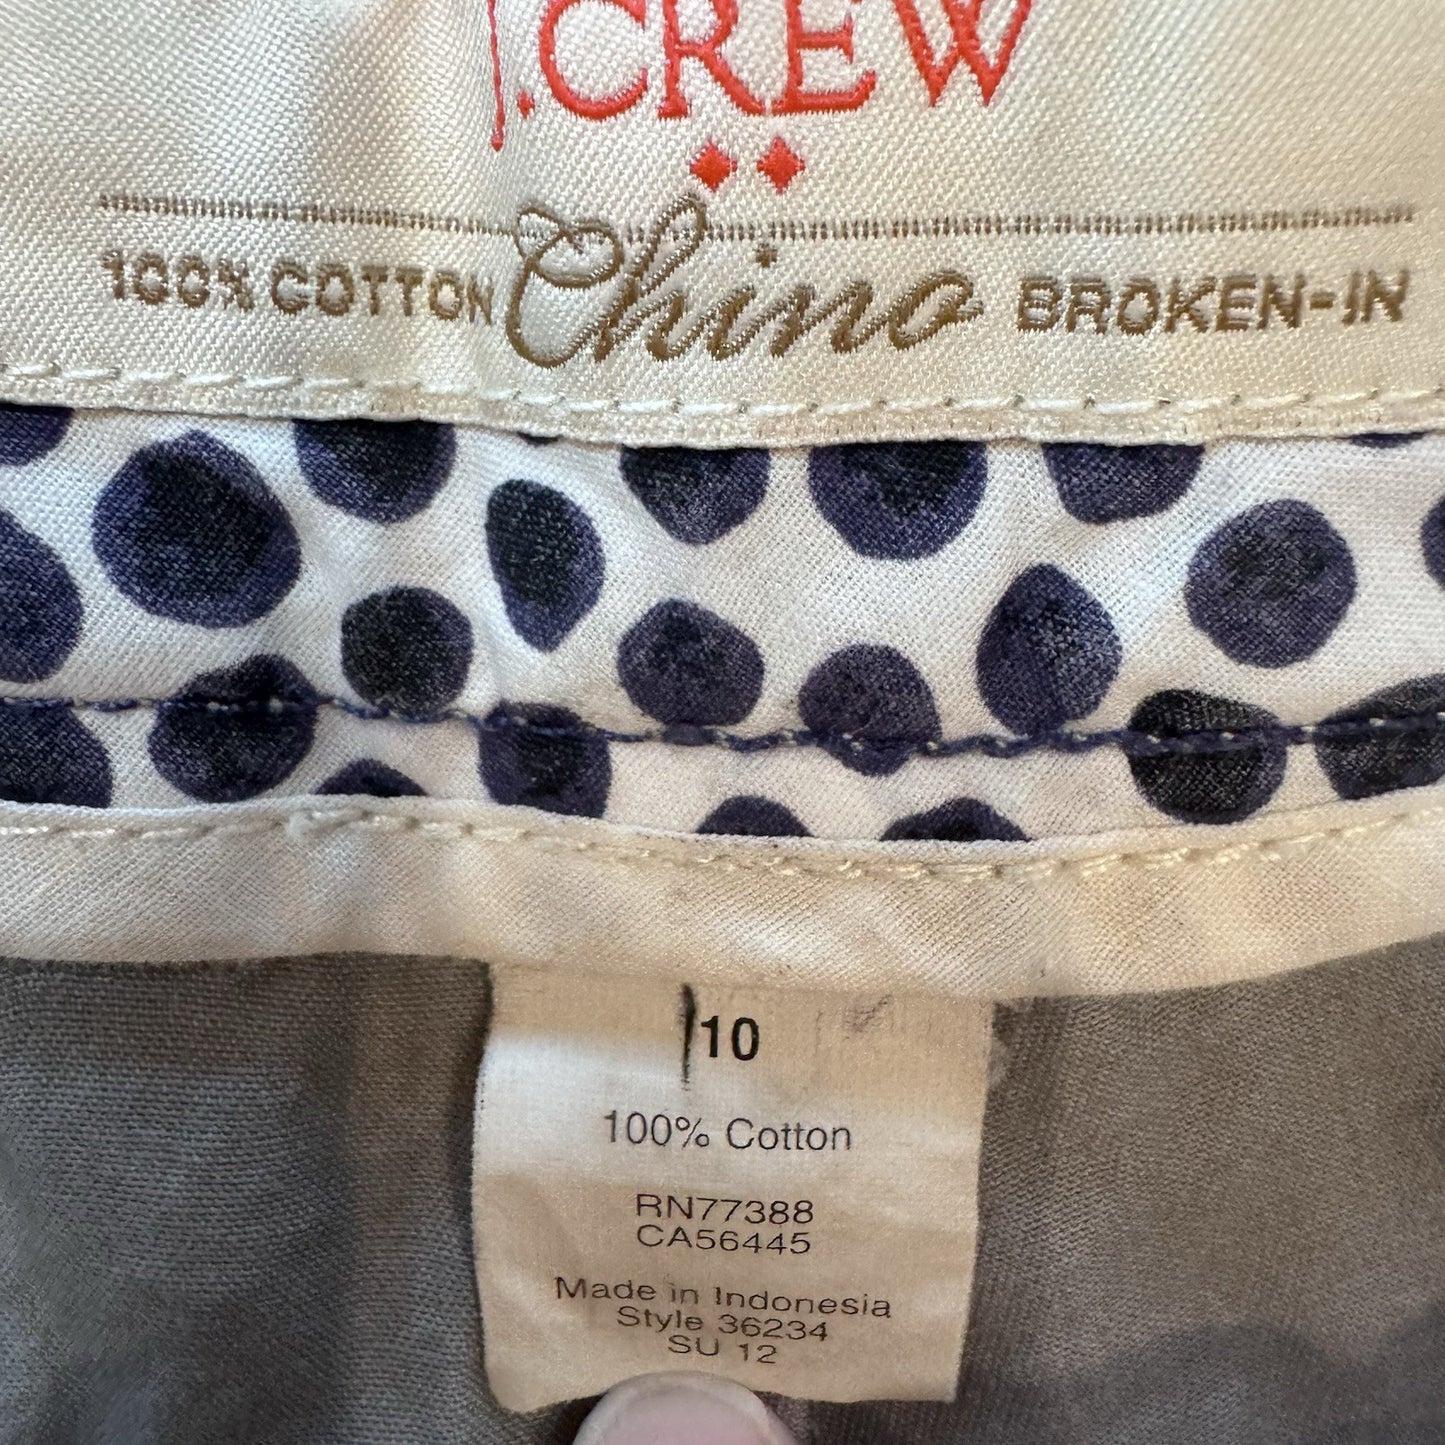 J.CREW
100% COTTON Chino BROKEN-IN
10
100% Cotton
RN77388
CA56445
Made in Indonesia
Style 36234
SU 12